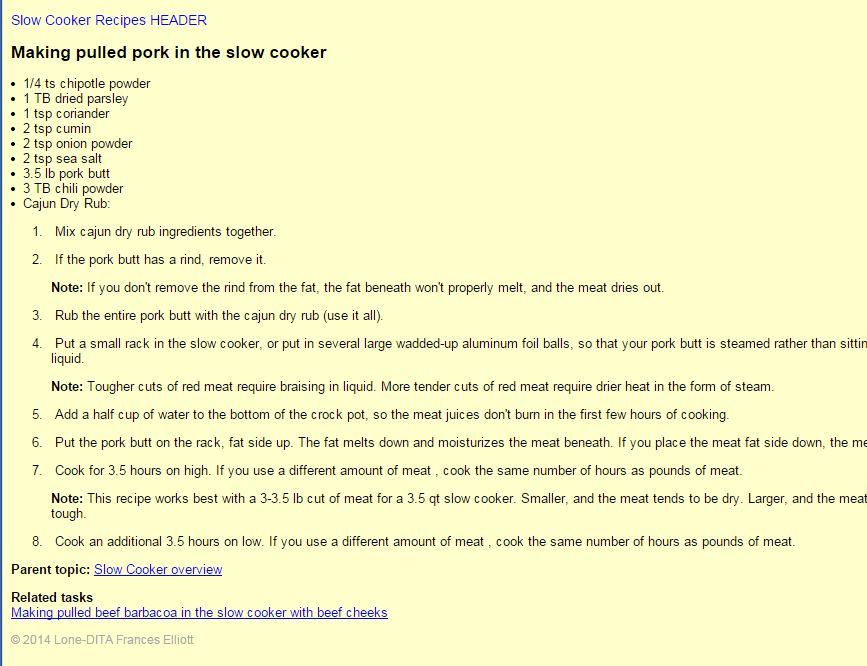 Slow Cooker Recipes HEADER
Making pulled pork in the slow cooker
• 1/4 ts chipotle powder
• 1 TB dried parsley
• 1 tsp coriander
• 2 tsp cumin
• 2 tsp onion powder
• 2 tsp sea salt
• 3.5 lb pork butt
• 3 TB chili powder
• Cajun Dry Rub:
1. Mix cajun dry rub ingredients together.
2. If the pork butt has a rind, remove it.
Note: If you don't remove the rind from the fat, the fat beneath won't properly melt, and the meat dries out.
3. Rub the entire pork butt with the cajun dry rub (use it all).
4. Put a small rack in the slow cooker, or put in several large wadded-up aluminum foil balls, so that your pork butt is steamed rather than sittin
liquid.
Note: Tougher cuts of red meat require braising in liquid. More tender cuts of red meat require drier heat in the form of steam.
5. Add a half cup of water to the bottom of the crock pot, so the meat juices don't burn in the first few hours of cooking.
6. Put the pork butt on the rack, fat side up. The fat melts down and moisturizes the meat beneath. If you place the meat fat side down, the me
7. Cook for 3.5 hours on high. If you use a different amount of meat , cook the same number of hours as pounds of meat.
Note: This recipe works best with a 3-3.5 lb cut of meat for a 3.5 qt slow cooker. Smaller, and the meat tends to be dry. Larger, and the meat
tough.
8. Cook an additional 3.5 hours on low. If you use a different amount of meat , cook the same number of hours as pounds of meat.
Parent topic: Slow Cooker overview
Related tasks
Making pulled beef barbacoa in the slow cooker with beef cheeks
© 2014 Lone-DITA Frances Elliott